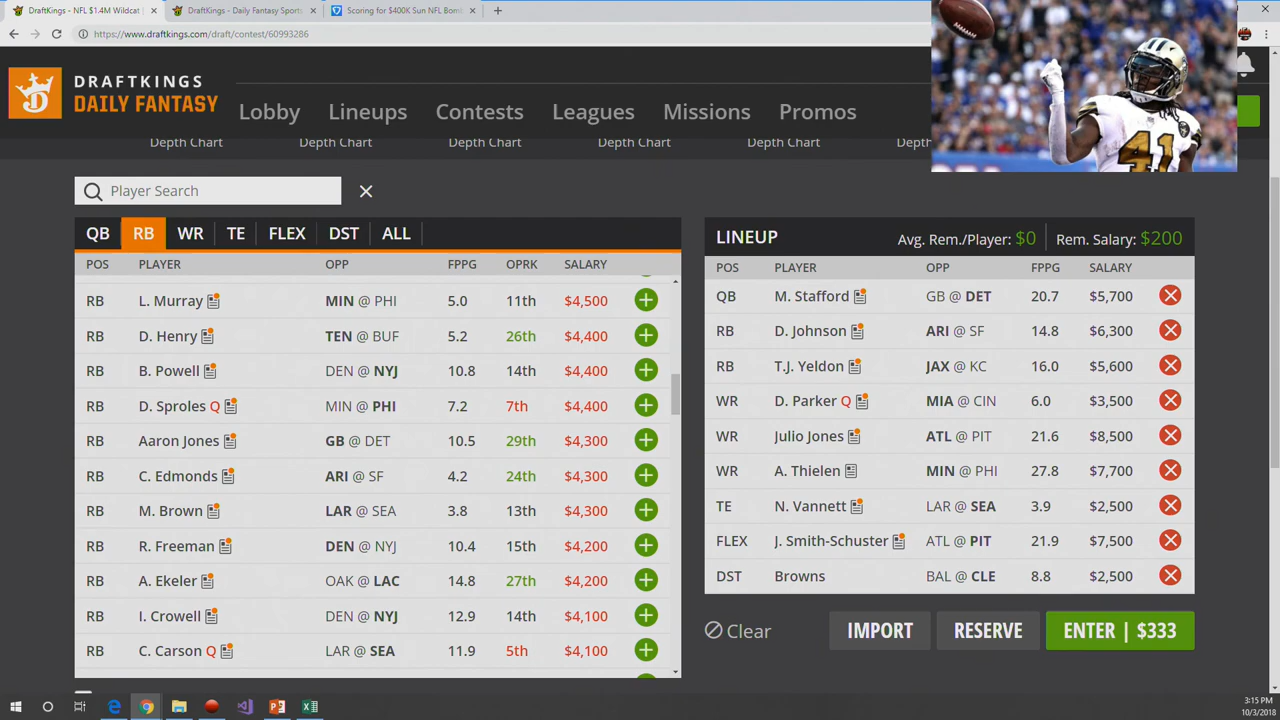 DraftKings - NFL $1.4M Wildcat
DraftKings - Daily Fantasy Sports
Scoring for $400K Sun NFL Bomb
https://www.draftkings.com/draft/contest/60993286
DRAFTKINGS
DAILY FANTASY
Lobby Lineups Contests Leagues Missions Promos
Depth Chart Depth Chart Depth Chart Depth Chart Depth Chart Depth
Player Search
QB RB WR TE FLEX DST ALL
POS PLAYER OPP FPPG OPRK SALARY
RB L. Murray MIN @ PHI 5.0 11th $4,500
RB D. Henry TEN @ BUF 5.2 26th $4,400
RB B. Powell DEN @ NYJ 10.8 14th $4,400
RB D. Sproles Q MIN @ PHI 7.2 7th $4,400
RB Aaron Jones GB @ DET 10.5 29th $4,300
RB C. Edmonds ARI @ SF 4.2 24th $4,300
RB M. Brown LAR @ SEA 3.8 13th $4,300
RB R. Freeman DEN @ NYJ 10.4 15th $4,200
RB A. Ekeler OAK @ LAC 14.8 27th $4,200
RB I. Crowell DEN @ NYJ 12.9 14th $4,100
RB C. Carson Q LAR @ SEA 11.9 5th $4,100
LINEUP Avg. Rem./Player: $0 Rem. Salary: $200
POS PLAYER OPP FPPG SALARY
QB M. Stafford GB @ DET 20.7 $5,700
RB D. Johnson ARI @ SF 14.8 $6,300
RB T.J. Yeldon JAX @ KC 16.0 $5,600
WR D. Parker Q MIA @ CIN 6.0 $3,500
WR Julio Jones ATL @ PIT 21.6 $8,500
WR A. Thielen MIN @ PHI 27.8 $7,700
TE N. Vannett LAR @ SEA 3.9 $2,500
FLEX J. Smith-Schuster ATL @ PIT 21.9 $7,500
DST Browns BAL @ CLE 8.8 $2,500
Clear IMPORT RESERVE ENTER | $333
41
3:15 PM
10/3/2018